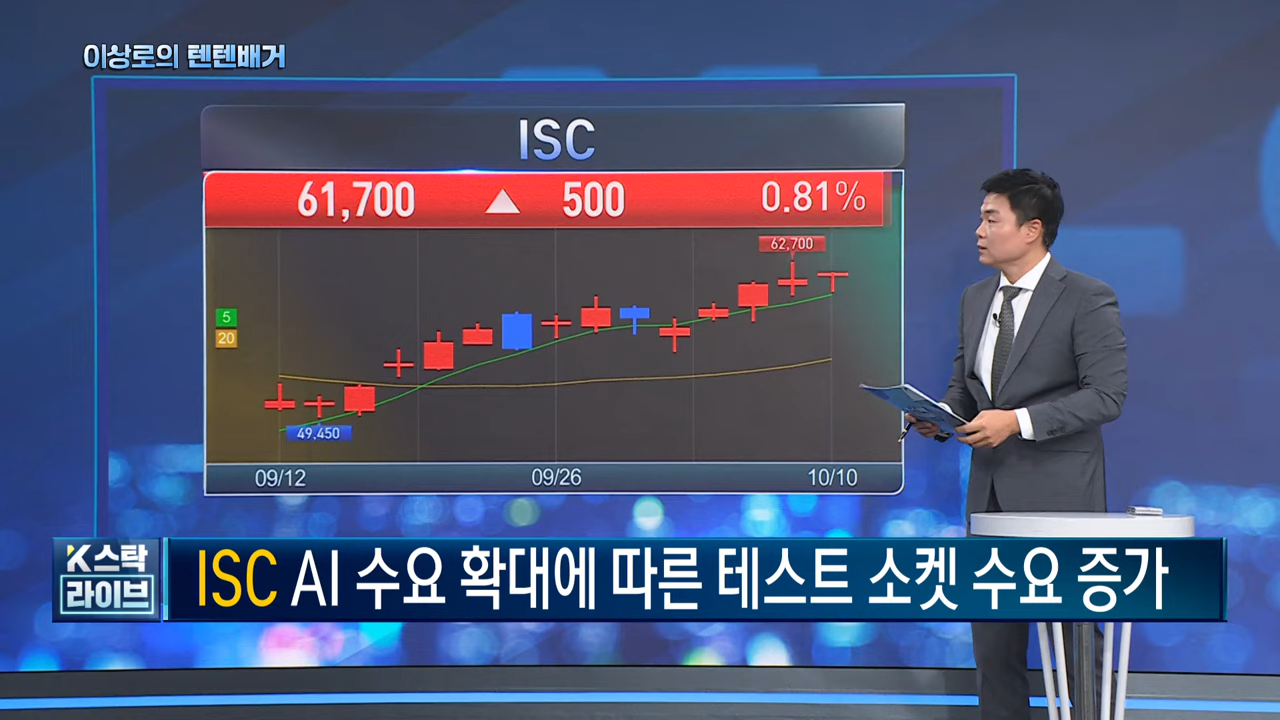 이상로의 텐텐배거
ISC
61,700 ▲ 500 0.81%
62,700
5
20
49,450
09/12 09/26 10/10
K스탁
라이브
ISC AI 수요 확대에 따른 테스트 소켓 수요 증가